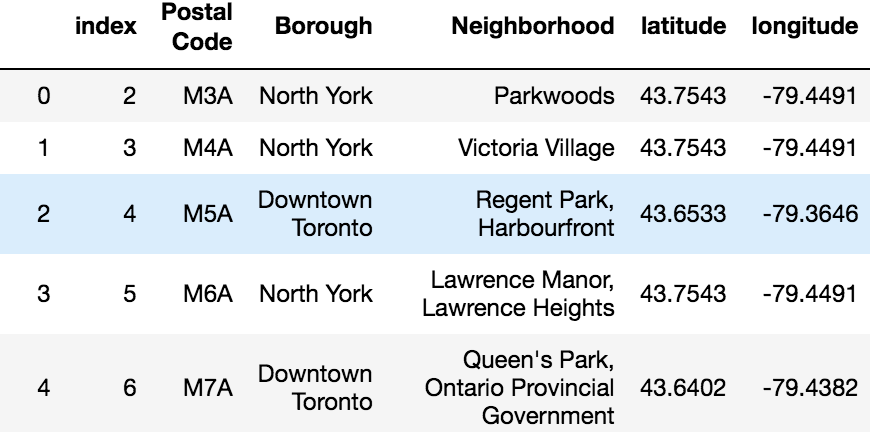 index Postal Code Borough Neighborhood latitude longitude
0 2 M3A North York Parkwoods 43.7543 -79.4491
1 3 M4A North York Victoria Village 43.7543 -79.4491
2 4 M5A Downtown Toronto Regent Park, Harbourfront 43.6533 -79.3646
3 5 M6A North York Lawrence Manor, Lawrence Heights 43.7543 -79.4491
4 6 M7A Downtown Toronto Queen's Park, Ontario Provincial Government 43.6402 -79.4382